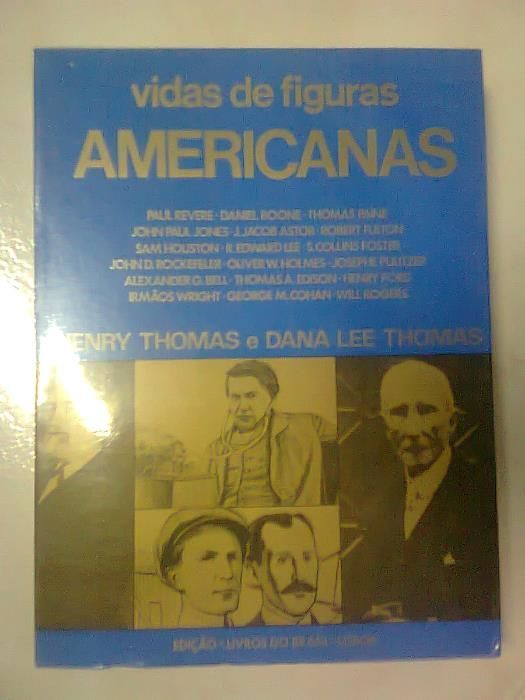 vidas de figuras
AMERICANAS
PAUL REVERE · DANIEL BOONE · THOMAS PAINE
JOHN PAUL JONES · J. JACOB ASTOR · ROBERT FULTON
SAM HOUSTON · R. EDWARD LEE · S. COLLINS FOSTER
JOHN D. ROCKEFELER · OLIVER W. HOLMES · JOSEPHE PULITZER
ALEXANDER G. BELL · THOMAS A. EDISON · HENRY FORD
IRMÃOS WRIGHT · GEORGE M. COHAN · WILL ROGERS
HENRY THOMAS e DANA LEE THOMAS
EDIÇÃO · LIVROS DO BRASIL · LISBOA